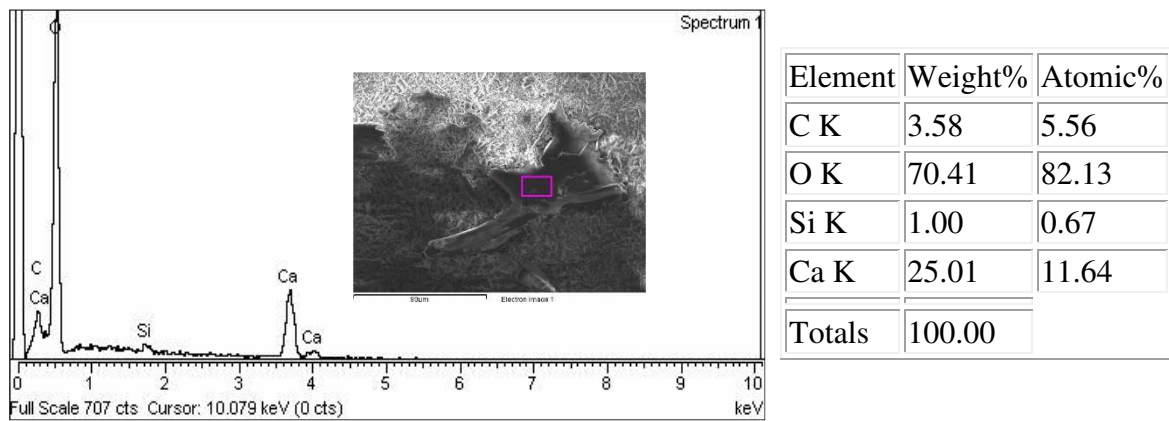 Spectrum 1
O
C
Ca
Si
Ca
Ca
Electron Image 1
0 1 2 3 4 5 6 7 8 9 10
Full Scale 707 cts Cursor: 10.079 keV (0 cts) keV
Element Weight% Atomic%
C K 3.58 5.56
O K 70.41 82.13
Si K 1.00 0.67
Ca K 25.01 11.64
Totals 100.00